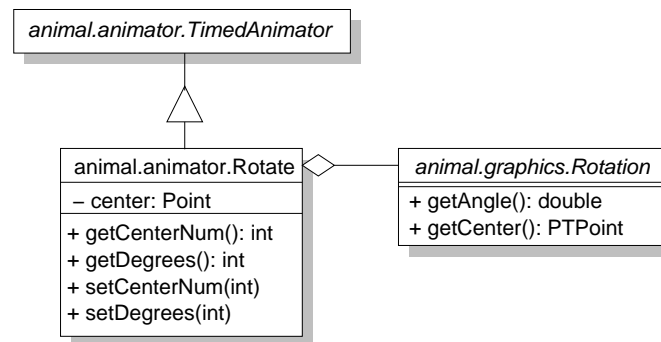 animal.animator.TimedAnimator
animal.animator.Rotate
– center: Point
+ getCenterNum(): int
+ getDegrees(): int
+ setCenterNum(int)
+ setDegrees(int)
animal.graphics.Rotation
+ getAngle(): double
+ getCenter(): PTPoint